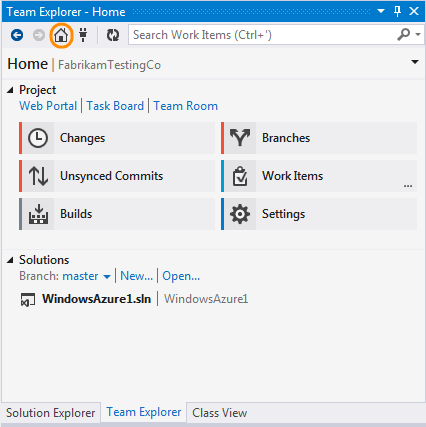 Team Explorer - Home
Search Work Items (Ctrl+')
Home | FabrikamTestingCo
Project
Web Portal | Task Board | Team Room
Changes Branches
Unsynced Commits Work Items ...
Builds Settings
Solutions
Branch: master | New... | Open...
WindowsAzure1.sln | WindowsAzure1
Solution Explorer Team Explorer Class View